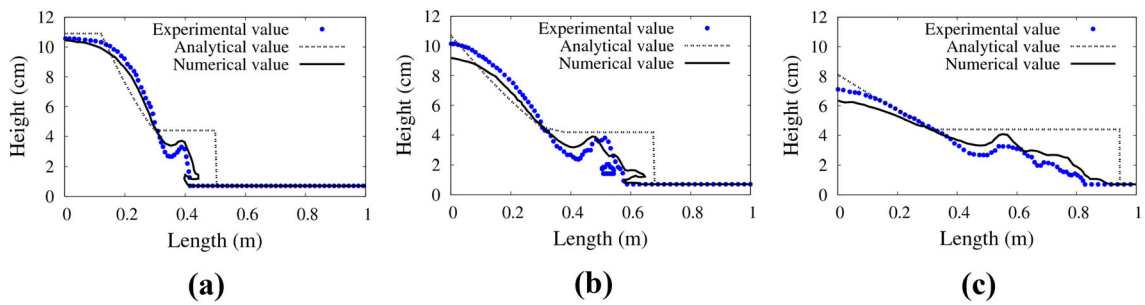 12
10
8
6
4
2
0
Height (cm)
Experimental value
Analytical value
Numerical value
0 0.2 0.4 0.6 0.8 1
Length (m)
(a)
12
10
8
6
4
2
0
Height (cm)
Experimental value
Analytical value
Numerical value
0 0.2 0.4 0.6 0.8 1
Length (m)
(b)
12
10
8
6
4
2
0
Height (cm)
Experimental value
Analytical value
Numerical value
0 0.2 0.4 0.6 0.8 1
Length (m)
(c)